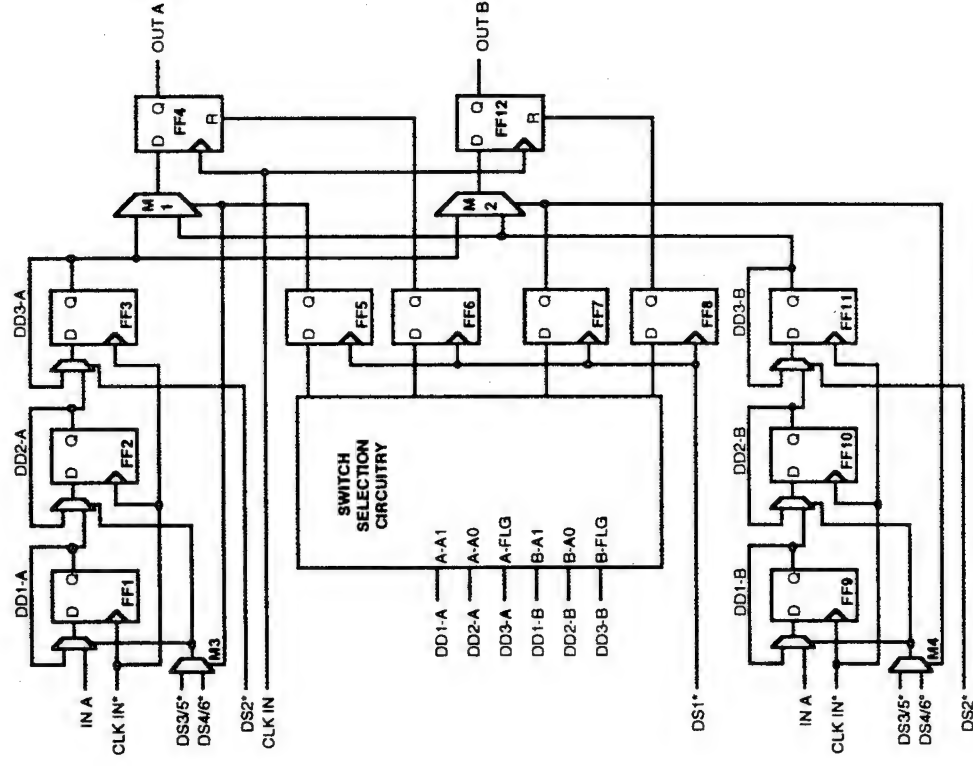 OUT A
OUT B
D Q
FF4
R
D Q
FF12
R
M
1
M
2
DD3-A
D Q
FF3
DD2-A
D Q
FF2
DD1-A
D Q
FF1
IN A
CLK IN*
DS3/5*
DS4/6*
M3
DS2*
CLK IN
D Q
FF5
D Q
FF6
D Q
FF7
D Q
FF8
SWITCH
SELECTION
CIRCUITRY
DD1-A A-A1
DD2-A A-A0
DD3-A A-FLG
DD1-B B-A1
DD2-B B-A0
DD3-B B-FLG
DS1*
DD3-B
D Q
FF11
DD2-B
D Q
FF10
DD1-B
D Q
FF9
IN A
CLK IN*
DS3/5*
DS4/6*
M4
DS2*